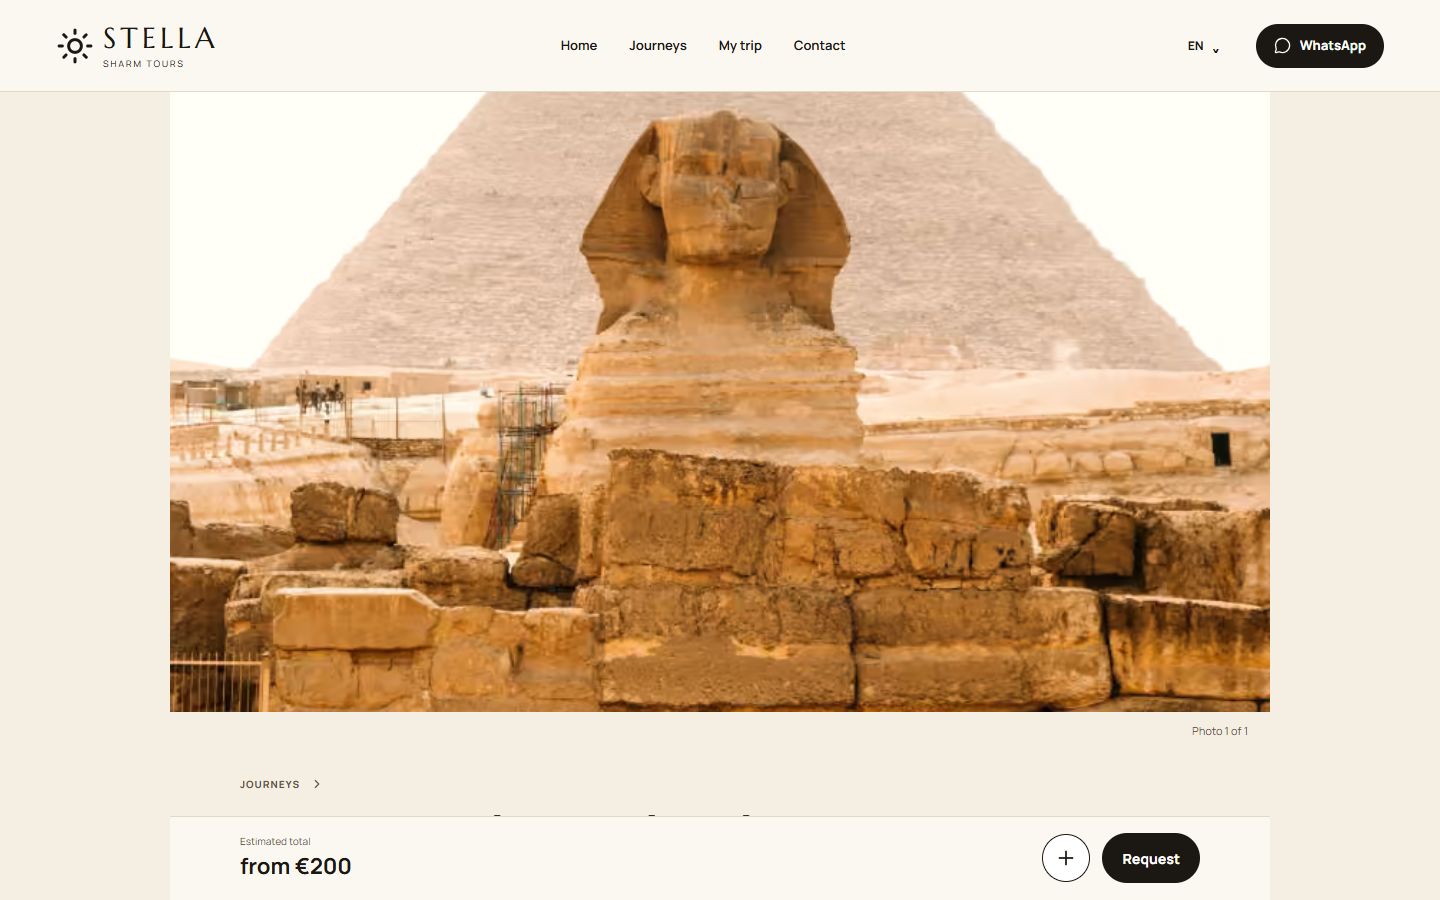 STELLA
SHARM TOURS
Home
Journeys
My trip
Contact
EN
WhatsApp
Photo 1 of 1
JOURNEYS
Estimated total
from €200
Request